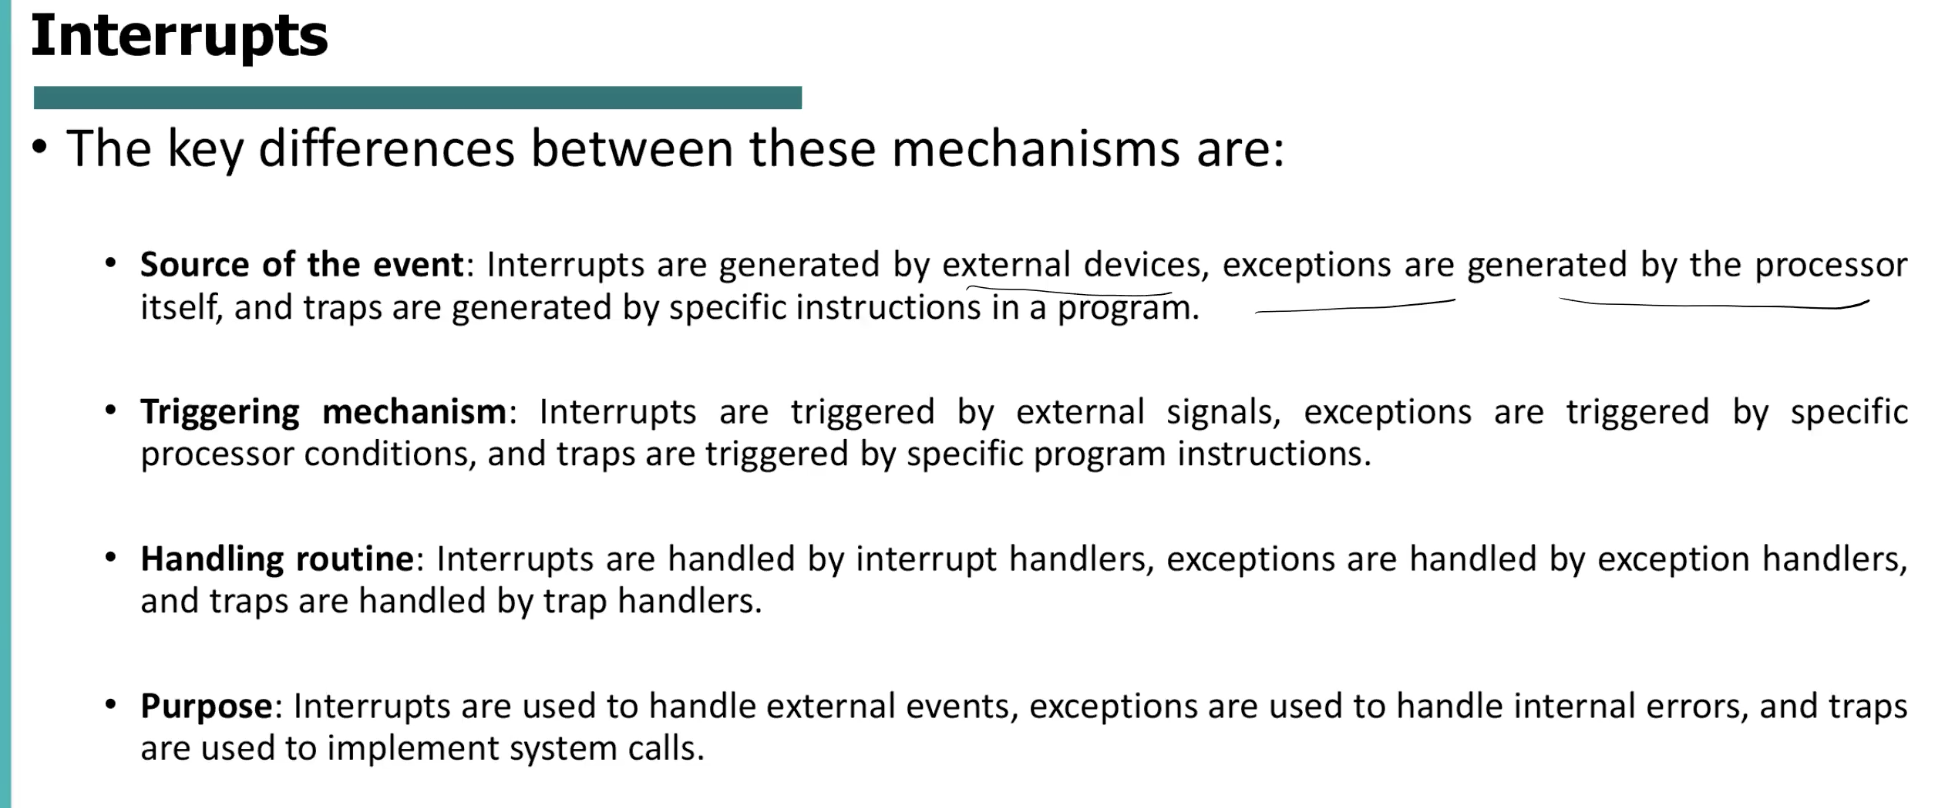 Interrupts
• The key differences between these mechanisms are:
• Source of the event: Interrupts are generated by external devices, exceptions are generated by the processor
itself, and traps are generated by specific instructions in a program.
• Triggering mechanism: Interrupts are triggered by external signals, exceptions are triggered by specific
processor conditions, and traps are triggered by specific program instructions.
• Handling routine: Interrupts are handled by interrupt handlers, exceptions are handled by exception handlers,
and traps are handled by trap handlers.
• Purpose: Interrupts are used to handle external events, exceptions are used to handle internal errors, and traps
are used to implement system calls.